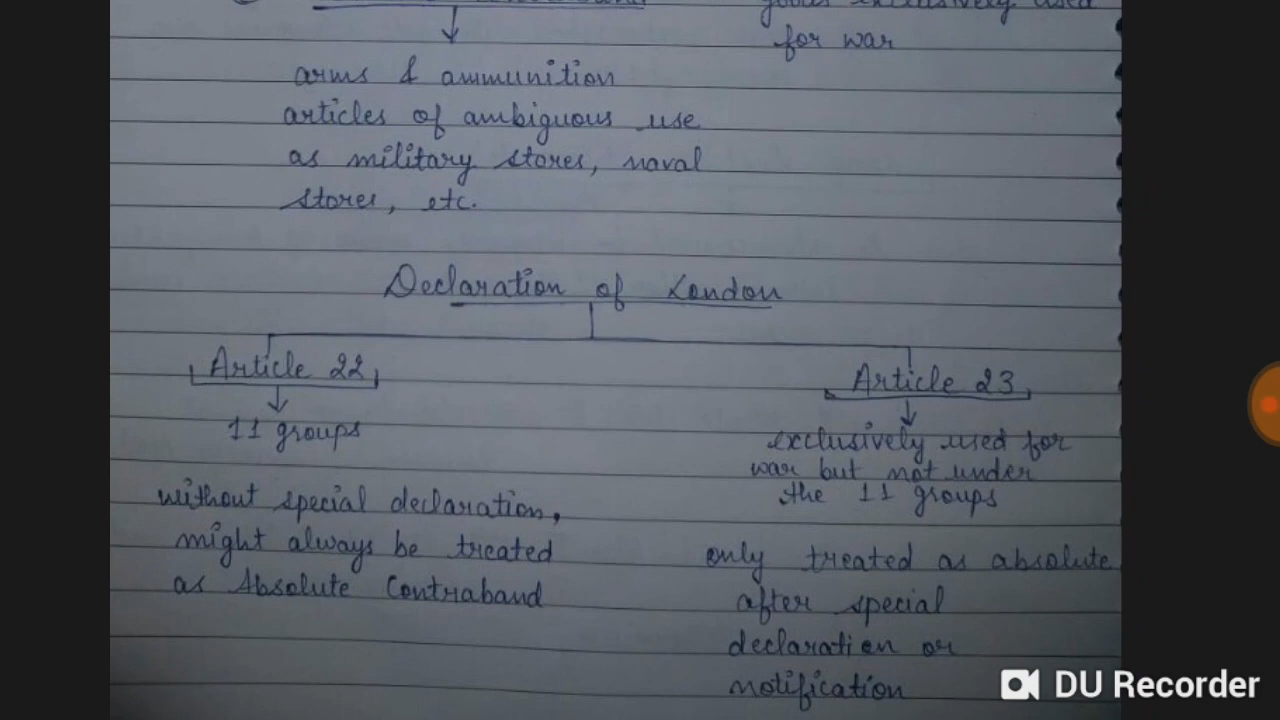 for war
arms & ammunition
articles of ambiguous use
as military stores, naval
stores, etc.
Declaration of London
Article 22
Article 23
11 groups
exclusively used for
war but not under
the 11 groups
without special declaration,
might always be treated
as Absolute Contraband
only treated as absolute
after special
declaration or
notification
DU Recorder